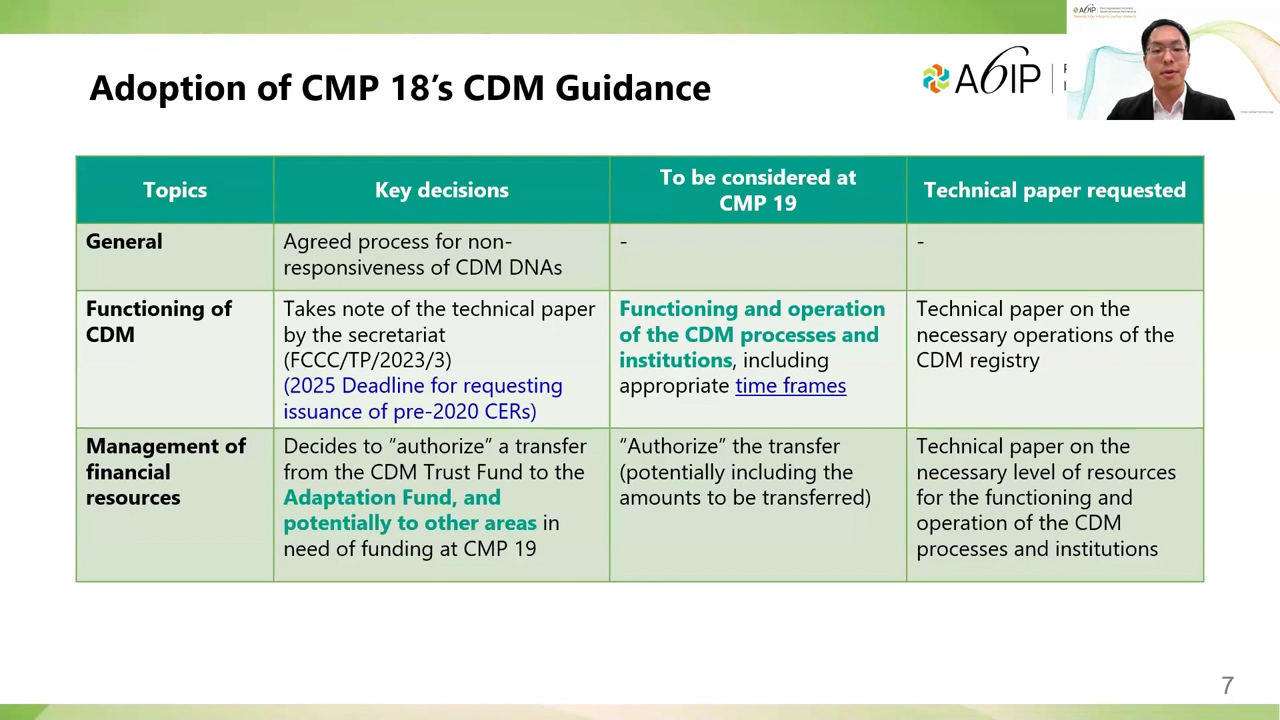 Adoption of CMP 18’s CDM Guidance
A6IP
A6IP
Topics
Key decisions
To be considered at
CMP 19
Technical paper requested
General
Agreed process for non-
responsiveness of CDM DNAs
-
-
Functioning of
CDM
Takes note of the technical paper
by the secretariat
(FCCC/TP/2023/3)
(2025 Deadline for requesting
issuance of pre-2020 CERs)
Functioning and operation
of the CDM processes and
institutions, including
appropriate time frames
Technical paper on the
necessary operations of the
CDM registry
Management of
financial
resources
Decides to “authorize” a transfer
from the CDM Trust Fund to the
Adaptation Fund, and
potentially to other areas in
need of funding at CMP 19
“Authorize” the transfer
(potentially including the
amounts to be transferred)
Technical paper on the
necessary level of resources
for the functioning and
operation of the CDM
processes and institutions
7